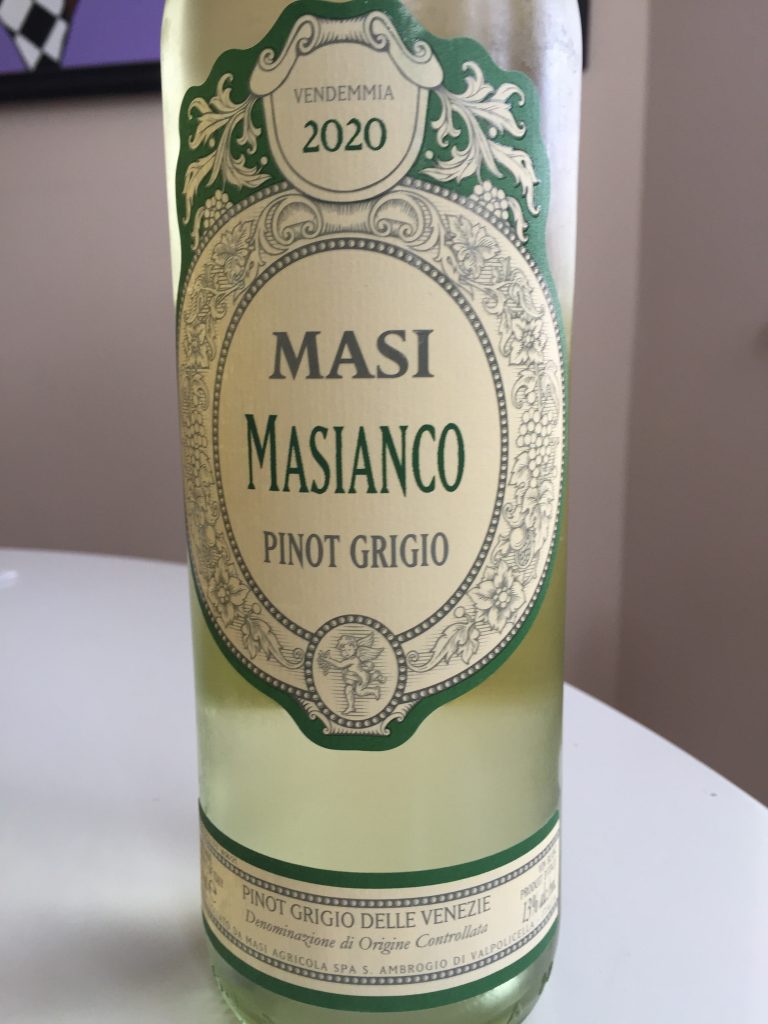 VENDEMMIA
2020
MASI
MASIANCO
PINOT GRIGIO
PINOT GRIGIO DELLE VENEZIE
Denominazione di Origine Controllata
DA MASI AGRICOLA SPA S. AMBROGIO DI VALPOLICELLA
13%